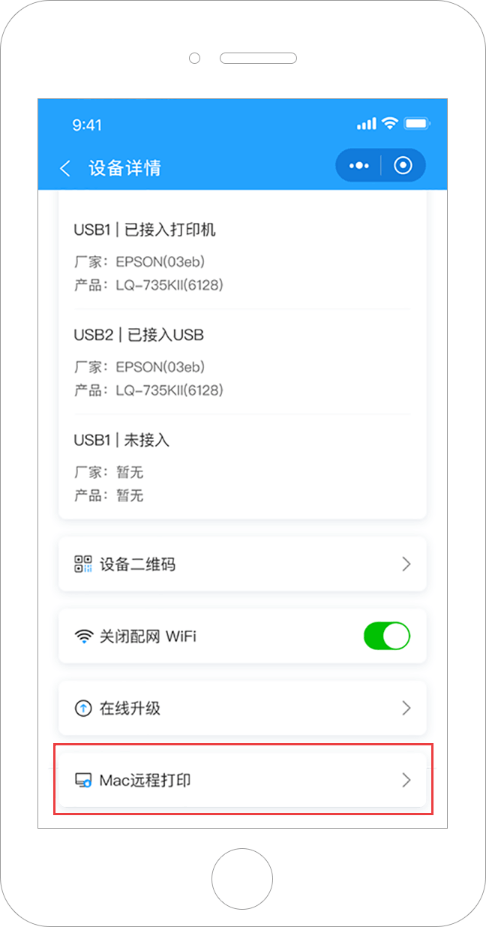 9:41
设备详情
USB1 | 已接入打印机
厂家：EPSON(03eb)
产品：LQ-735KII(6128)
USB2 | 已接入USB
厂家：EPSON(03eb)
产品：LQ-735KII(6128)
USB1 | 未接入
厂家：暂无
产品：暂无
设备二维码
关闭配网 WiFi
在线升级
Mac远程打印